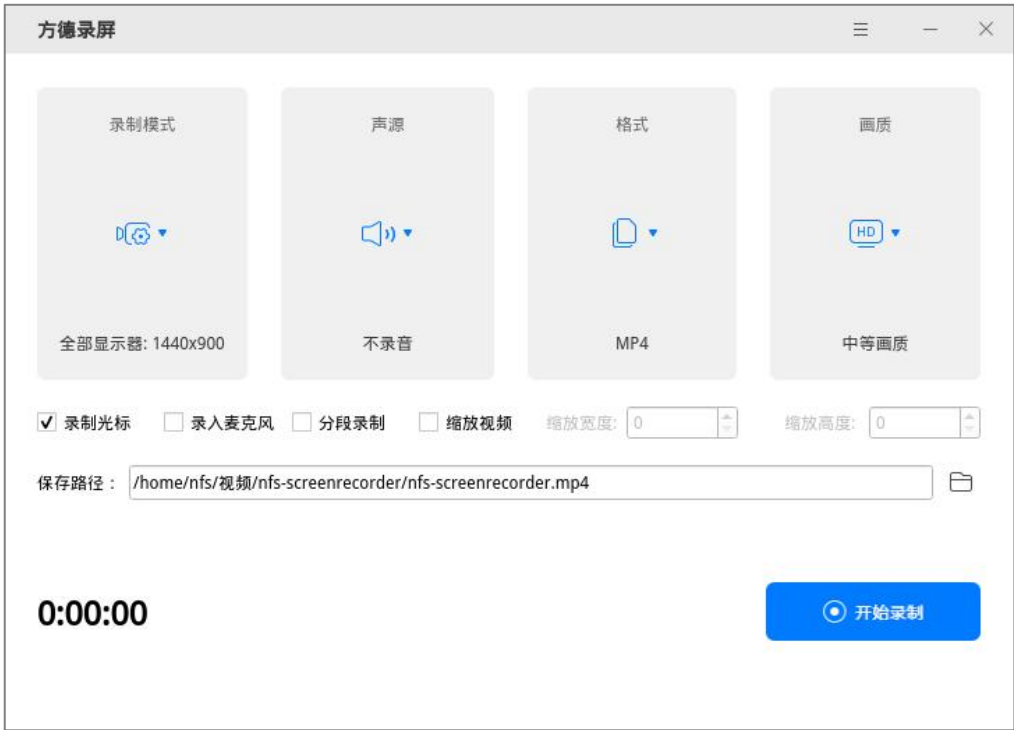 方德录屏
录制模式 声源 格式 画质
HD
全部显示器: 1440x900 不录音 MP4 中等画质
录制光标 录入麦克风 分段录制 缩放视频 缩放宽度: 0 缩放高度: 0
保存路径： /home/nfs/视频/nfs-screenrecorder/nfs-screenrecorder.mp4
0:00:00 开始录制